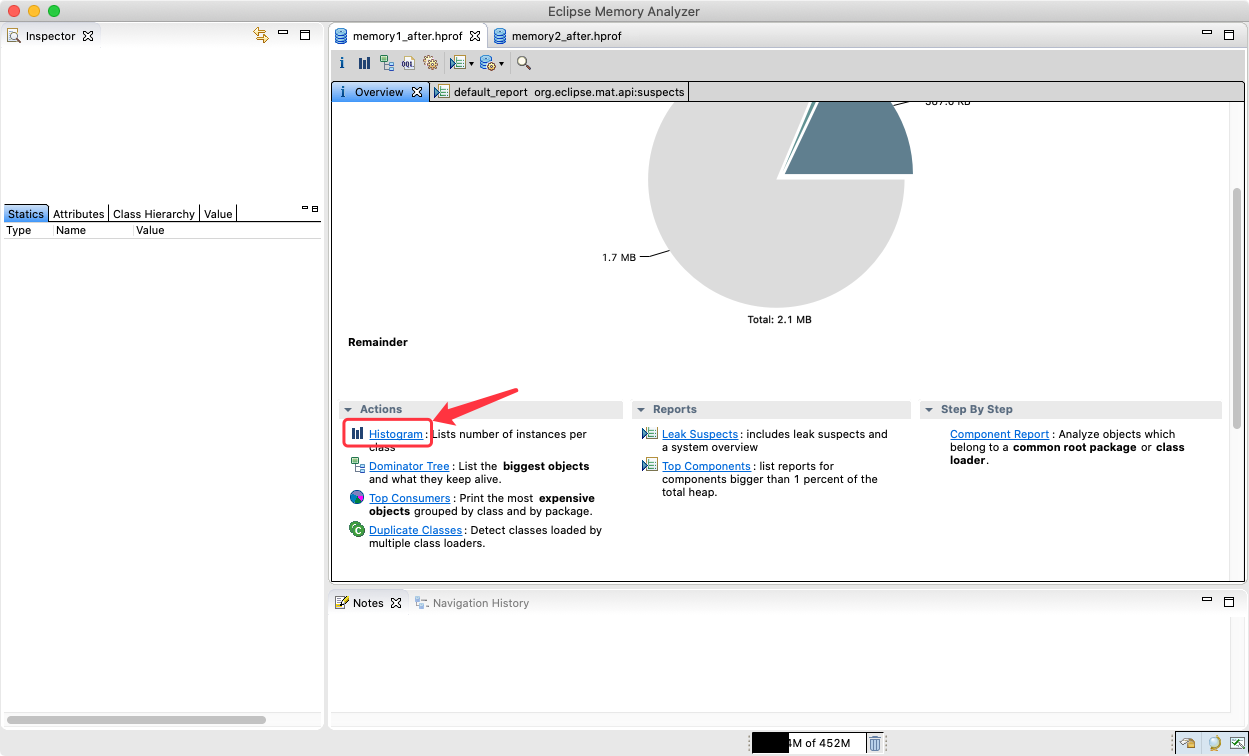 Eclipse Memory Analyzer
Inspector
memory1_after.hprof
memory2_after.hprof
i
OQL
i Overview
default_report org.eclipse.mat.api:suspects
1.7 MB
Total: 2.1 MB
Remainder
Statics
Attributes
Class Hierarchy
Value
Type
Name
Value
Actions
Histogram: Lists number of instances per
class
Dominator Tree: List the biggest objects
and what they keep alive.
Top Consumers: Print the most expensive
objects grouped by class and by package.
Duplicate Classes: Detect classes loaded by
multiple class loaders.
Reports
Leak Suspects: includes leak suspects and
a system overview
Top Components: list reports for
components bigger than 1 percent of the
total heap.
Step By Step
Component Report: Analyze objects which
belong to a common root package or class
loader.
Notes
Navigation History
of 452M